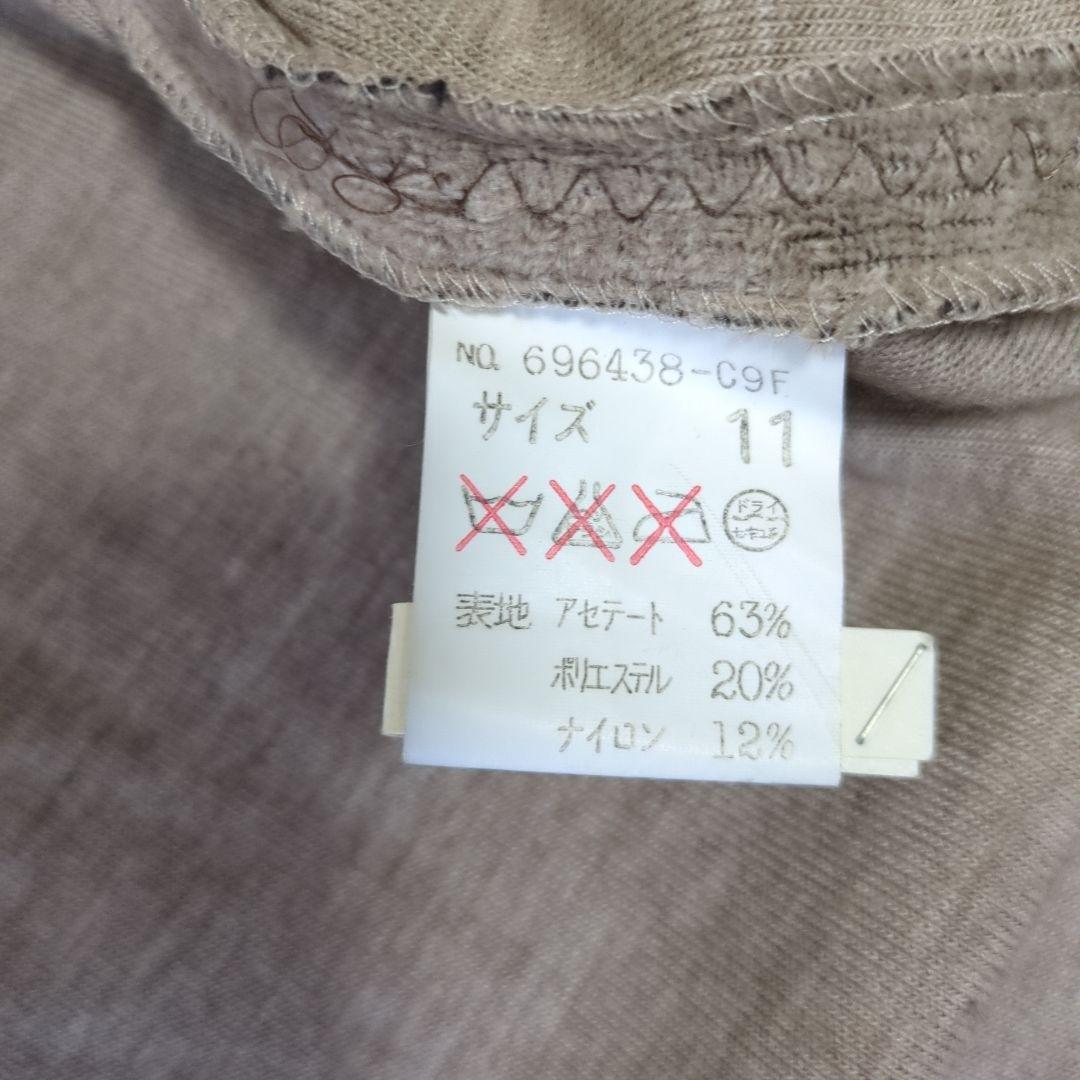 NO. 696438-C9F
サイズ 11
ドライ
セキユ系
表地 アセテート 63%
ポリエステル 20%
ナイロン 12%